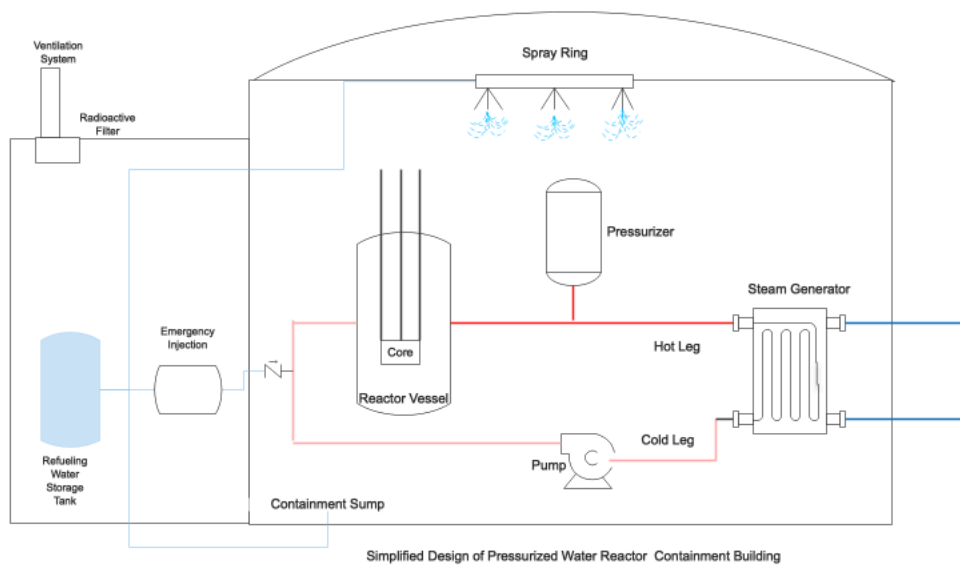 Ventilation
System
Radioactive
Filter
Spray Ring
Pressurizer
Steam Generator
Emergency
Injection
Core
Hot Leg
Reactor Vessel
Cold Leg
Pump
Refueling
Water
Storage
Tank
Containment Sump
Simplified Design of Pressurized Water Reactor Containment Building